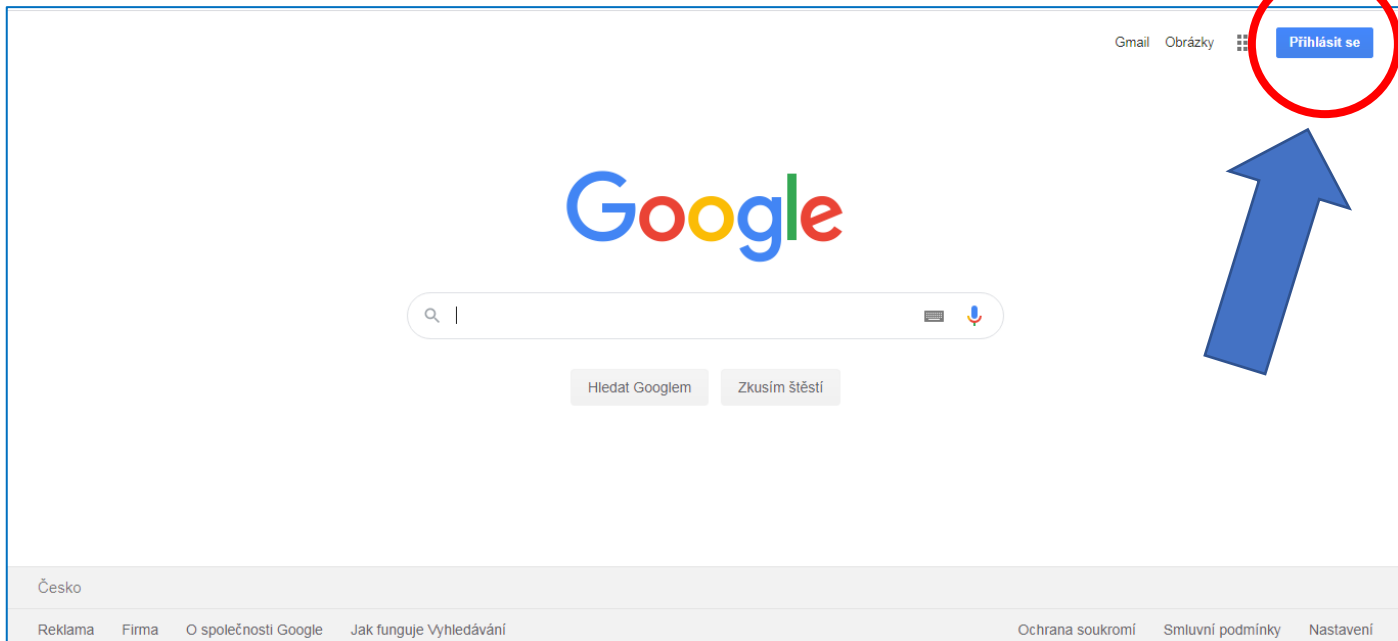 Gmail Obrázky Přihlásit se
Google
Hledat Googlem Zkusím štěstí
Česko
Reklama Firma O společnosti Google Jak funguje Vyhledávání Ochrana soukromí Smluvní podmínky Nastavení